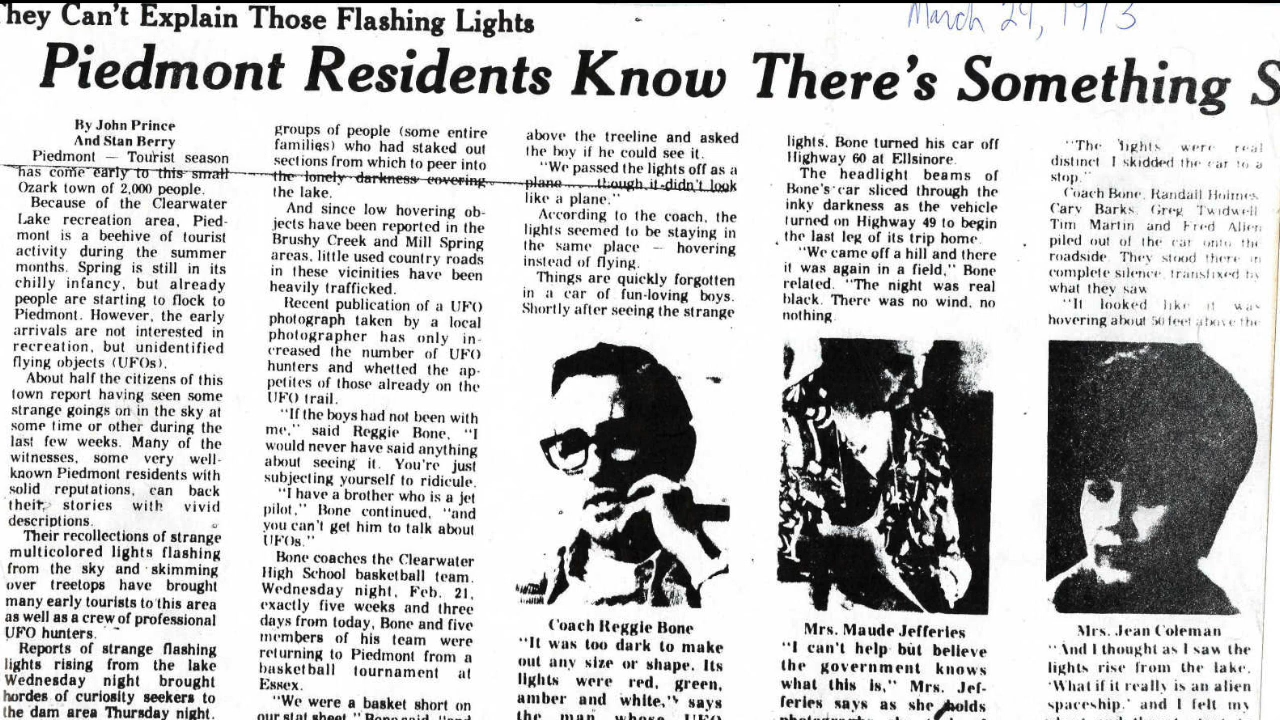 They Can't Explain Those Flashing Lights
March 29, 1973
Piedmont Residents Know There's Something S
By John Prince
And Stan Berry
Piedmont — Tourist season
has come early to this small
Ozark town of 2,000 people.
Because of the Clearwater
Lake recreation area, Pied-
mont is a beehive of tourist
activity during the summer
months. Spring is still in its
chilly infancy, but already
people are starting to flock to
Piedmont. However, the early
arrivals are not interested in
recreation, but unidentified
flying objects (UFOs).
About half the citizens of this
town report having seen some
strange goings on in the sky at
some time or other during the
last few weeks. Many of the
witnesses, some very well-
known Piedmont residents with
solid reputations, can back
their stories with vivid
descriptions.
Their recollections of strange
multicolored lights flashing
from the sky and skimming
over treetops have brought
many early tourists to this area
as well as a crew of professional
UFO hunters.
Reports of strange flashing
lights rising from the lake
Wednesday night brought
hordes of curiosity seekers to
the dam area Thursday night,
groups of people (some entire
families) who had staked out
sections from which to peer into
the lonely darkness covering
the lake.
And since low hovering ob-
jects have been reported in the
Brushy Creek and Mill Spring
areas, little used country roads
in these vicinities have been
heavily trafficked.
Recent publication of a UFO
photograph taken by a local
photographer has only in-
creased the number of UFO
hunters and whetted the ap-
petites of those already on the
UFO trail.
"If the boys had not been with
me," said Reggie Bone, "I
would never have said anything
about seeing it. You're just
subjecting yourself to ridicule.
"I have a brother who is a jet
pilot," Bone continued, "and
you can't get him to talk about
UFOs."
Bone coaches the Clearwater
High School basketball team.
Wednesday night, Feb. 21,
exactly five weeks and three
days from today, Bone and five
members of his team were
returning to Piedmont from a
basketball tournament at
Essex.
"We were a basket short on
our stat sheet," Bone said, "and
above the treeline and asked
the boy if he could see it.
"We passed the lights off as a
plane ... though it didn't look
like a plane."
According to the coach, the
lights seemed to be staying in
the same place — hovering
instead of flying.
Things are quickly forgotten
in a car of fun-loving boys.
Shortly after seeing the strange
Coach Reggie Bone
"It was too dark to make
out any size or shape. Its
lights were red, green,
amber and white," says
the man whose UFO
lights, Bone turned his car off
Highway 60 at Ellsinore.
The headlight beams of
Bone's car sliced through the
inky darkness as the vehicle
turned on Highway 49 to begin
the last leg of its trip home.
"We came off a hill and there
it was again in a field," Bone
related. "The night was real
black. There was no wind, no
nothing.
Mrs. Maude Jefferies
"I can't help but believe
the government knows
what this is," Mrs. Jef-
feries says as she holds
"The lights were real
distinct. I skidded the car to a
stop."
Coach Bone, Randall Holmes,
Cary Barks, Greg Twidwell,
Tim Martin and Fred Allen
piled out of the car onto the
roadside. They stood there in
complete silence, transfixed by
what they saw.
"It looked like it was
hovering about 50 feet above the
Mrs. Jean Coleman
"And I thought as I saw the
lights rise from the lake,
'What if it really is an alien
spaceship.' and I felt my